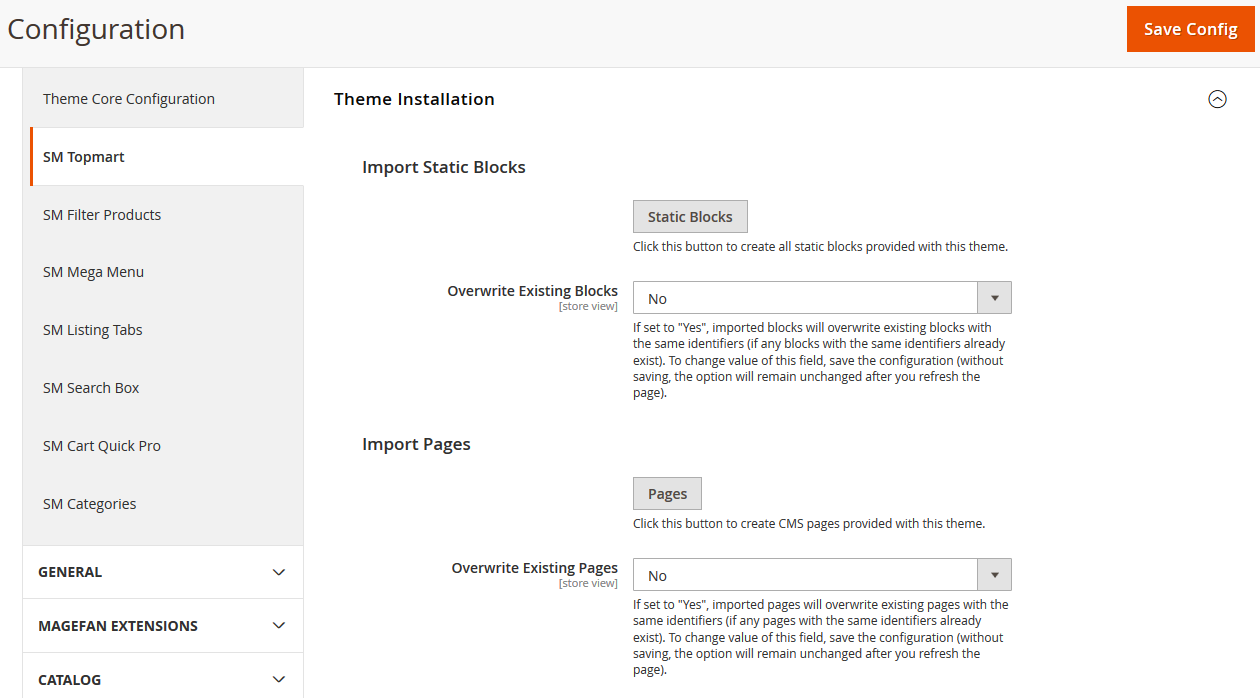 Configuration
Save Config
Theme Core Configuration
SM Topmart
SM Filter Products
SM Mega Menu
SM Listing Tabs
SM Search Box
SM Cart Quick Pro
SM Categories
GENERAL
MAGEFAN EXTENSIONS
CATALOG
Theme Installation
Import Static Blocks
Static Blocks
Click this button to create all static blocks provided with this theme.
Overwrite Existing Blocks
[store view]
No
If set to "Yes", imported blocks will overwrite existing blocks with
the same identifiers (if any blocks with the same identifiers already
exist). To change value of this field, save the configuration (without
saving, the option will remain unchanged after you refresh the
page).
Import Pages
Pages
Click this button to create CMS pages provided with this theme.
Overwrite Existing Pages
[store view]
No
If set to "Yes", imported pages will overwrite existing pages with the
same identifiers (if any pages with the same identifiers already
exist). To change value of this field, save the configuration (without
saving, the option will remain unchanged after you refresh the
page).